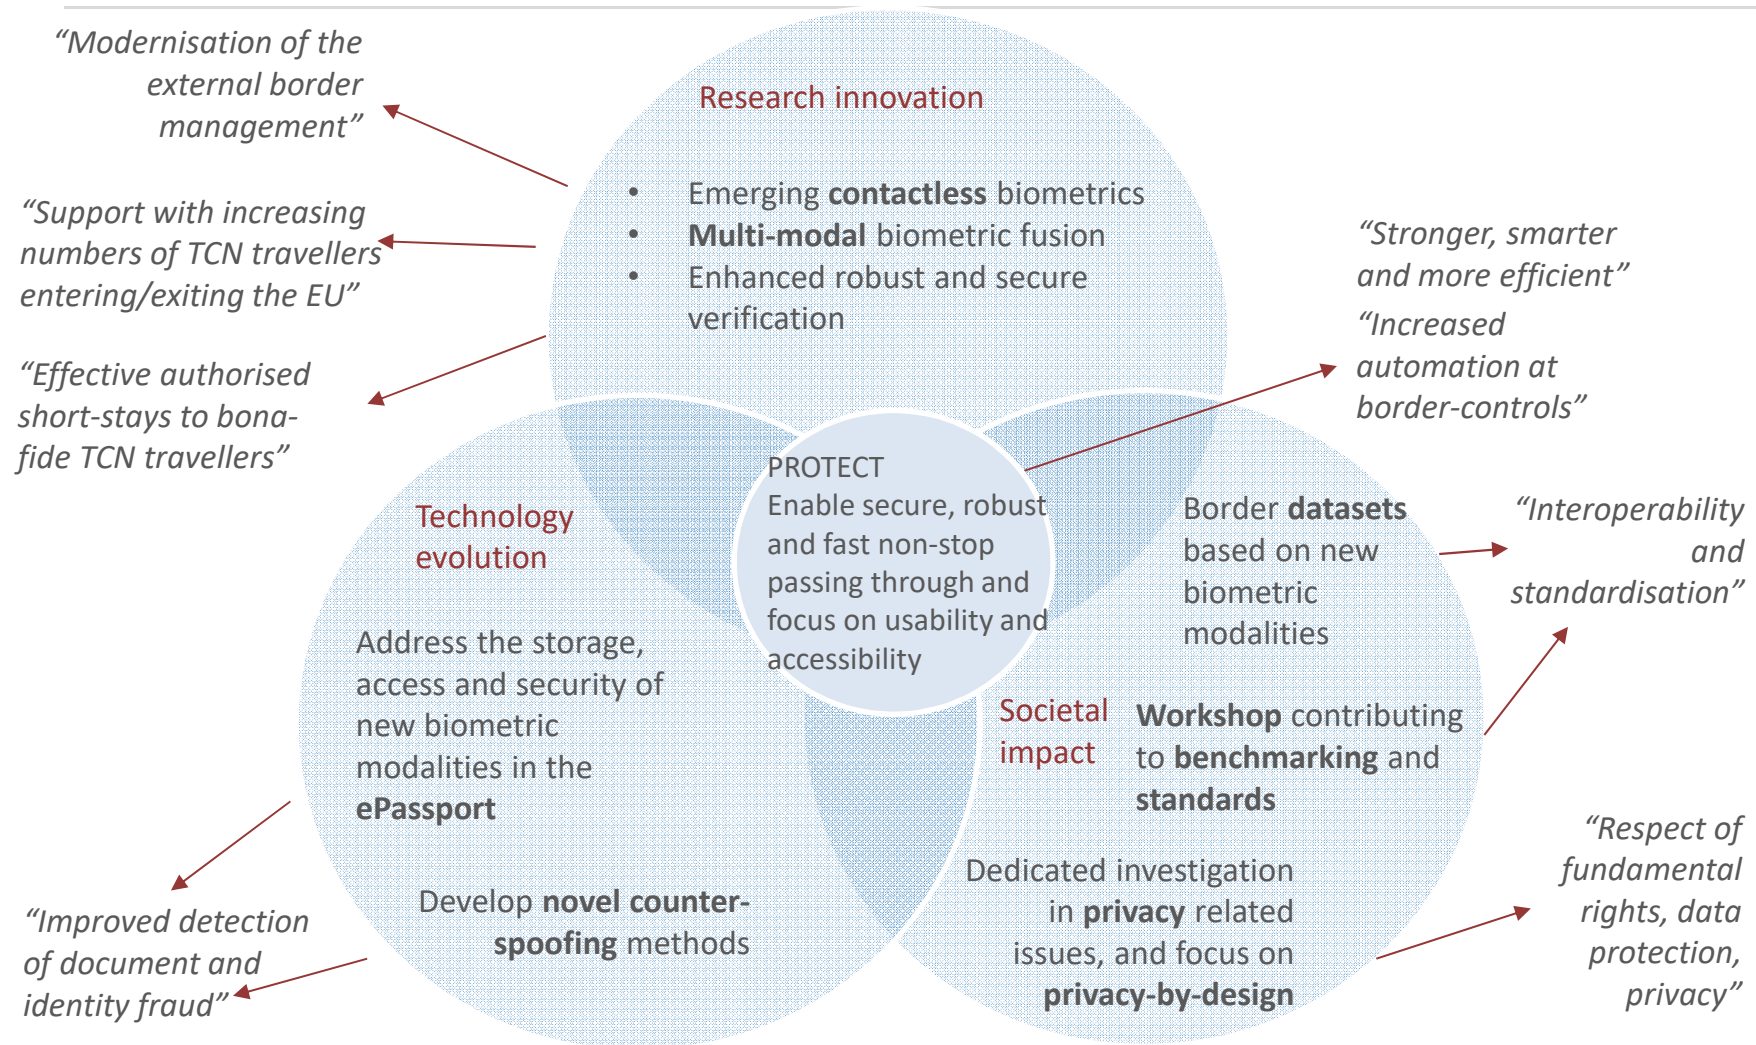 “Modernisation of the
external border
management”
“Support with increasing
numbers of TCN travellers
entering/exiting the EU”
“Effective authorised
short-stays to bona-
fide TCN travellers”
Research innovation
• Emerging contactless biometrics
• Multi-modal biometric fusion
• Enhanced robust and secure
verification
“Stronger, smarter
and more efficient”
“Increased
automation at
border-controls”
PROTECT
Enable secure, robust
and fast non-stop
passing through and
focus on usability and
accessibility
Technology
evolution
Address the storage,
access and security of
new biometric
modalities in the
ePassport
Develop novel counter-
spoofing methods
“Improved detection
of document and
identity fraud”
Border datasets
based on new
biometric
modalities
“Interoperability
and
standardisation”
Societal
impact
Workshop contributing
to benchmarking and
standards
Dedicated investigation
in privacy related
issues, and focus on
privacy-by-design
“Respect of
fundamental
rights, data
protection,
privacy”